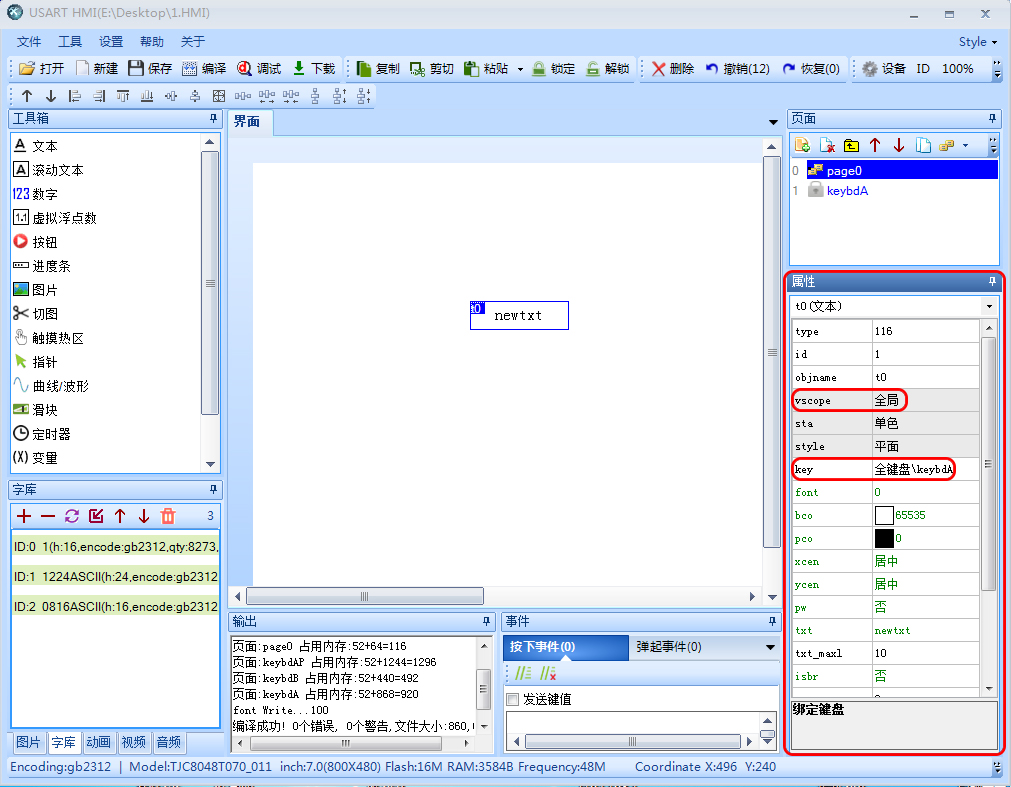 USART HMI(E:\Desktop\1.HMI)
文件 工具 设置 帮助 关于 Style
打开 新建 保存 编译 调试 下载 复制 剪切 粘贴 锁定 解锁 删除 撤销(12) 恢复(0) 设备 ID 100%
工具箱
A 文本
A 滚动文本
123 数字
1.1 虚拟浮点数
按钮
进度条
图片
切图
触摸热区
指针
曲线/波形
滑块
定时器
(X) 变量
字库
3
ID:0 1(h:16,encode:gb2312,qty:8273,
ID:1 1224ASCII(h:24,encode:gb2312
ID:2 0816ASCII(h:16,encode:gb2312
图片 字库 动画 视频 音频
界面
t0 newtxt
输出
页面:page0 占用内存:52+64=116
页面:keybdAP 占用内存:52+1244=1296
页面:keybdB 占用内存:52+440=492
页面:keybdA 占用内存:52+868=920
font Write...100
编译成功! 0个错误, 0个警告,文件大小:860,
事件
按下事件(0) 弹起事件(0)
发送键值
页面
0 page0
1 keybdA
属性
t0(文本)
type 116
id 1
objname t0
vscope 全局
sta 单色
style 平面
key 全键盘\keybdA
font 0
bco 65535
pco 0
xcen 居中
ycen 居中
pw 否
txt newtxt
txt_maxl 10
isbr 否
绑定键盘
Encoding:gb2312 | Model:TJC8048T070_011 inch:7.0(800X480) Flash:16M RAM:3584B Frequency:48M Coordinate X:496 Y:240